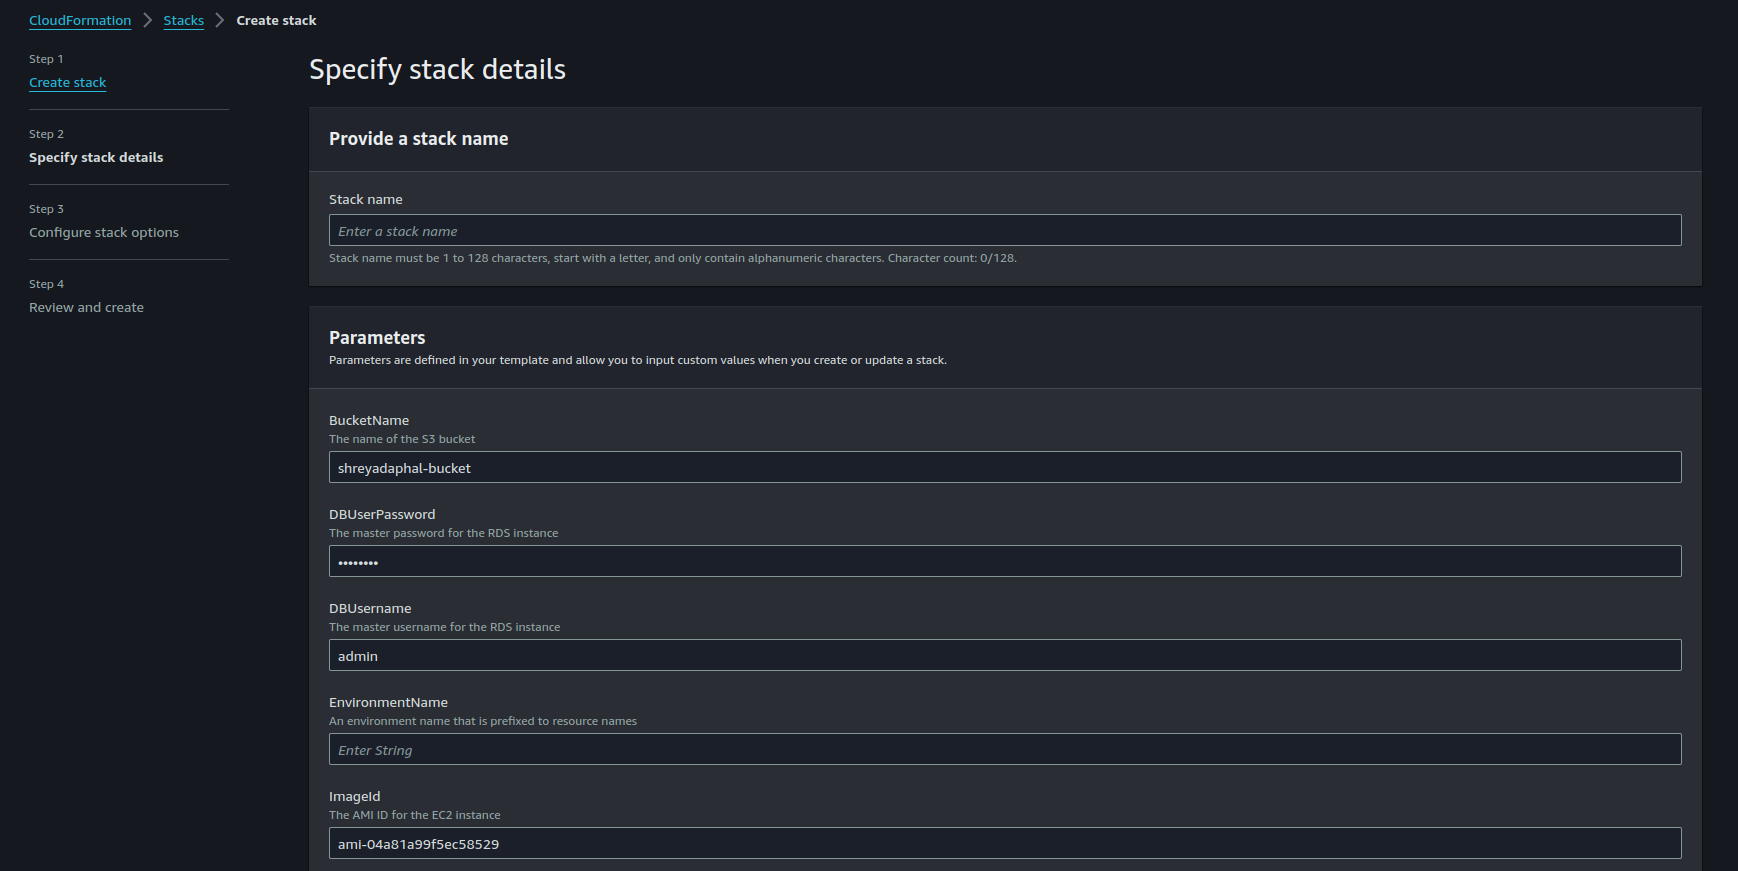 CloudFormation > Stacks > Create stack
Step 1
Create stack
Step 2
Specify stack details
Step 3
Configure stack options
Step 4
Review and create
Specify stack details
Provide a stack name
Stack name
Enter a stack name
Stack name must be 1 to 128 characters, start with a letter, and only contain alphanumeric characters. Character count: 0/128.
Parameters
Parameters are defined in your template and allow you to input custom values when you create or update a stack.
BucketName
The name of the S3 bucket
shreyadaphal-bucket
DBUserPassword
The master password for the RDS instance
••••••••
DBUsername
The master username for the RDS instance
admin
EnvironmentName
An environment name that is prefixed to resource names
Enter String
ImageId
The AMI ID for the EC2 instance
ami-04a81a99f5ec58529